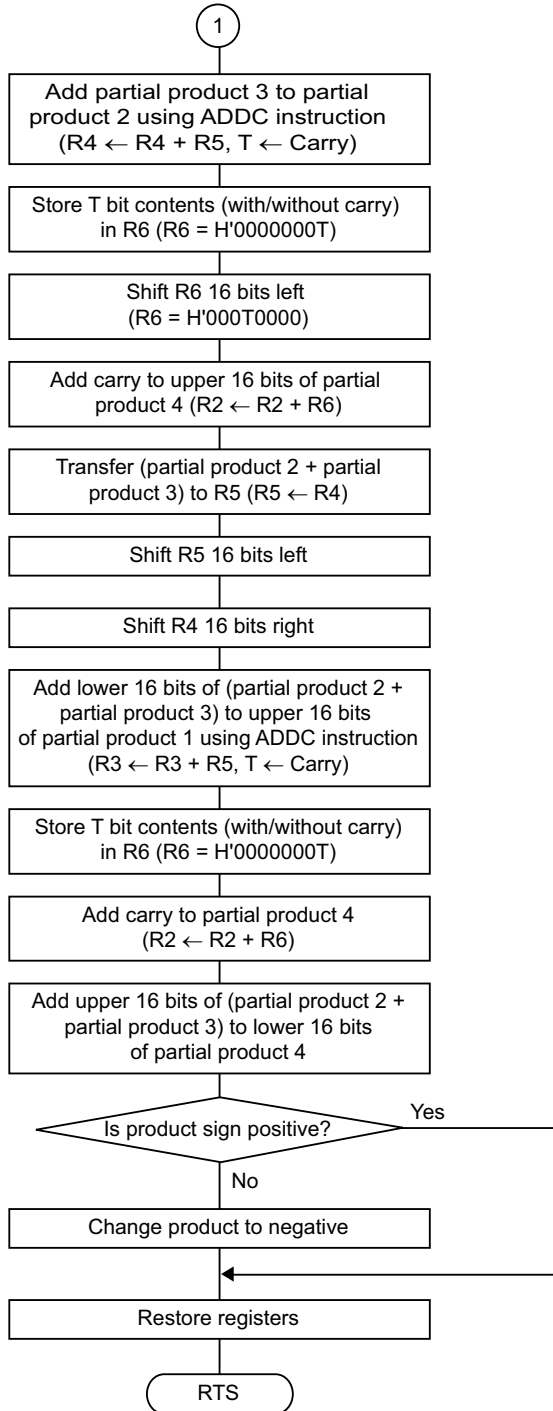 1
Add partial product 3 to partial
product 2 using ADDC instruction
(R4 ← R4 + R5, T ← Carry)
Store T bit contents (with/without carry)
in R6 (R6 = H'0000000T)
Shift R6 16 bits left
(R6 = H'000T0000)
Add carry to upper 16 bits of partial
product 4 (R2 ← R2 + R6)
Transfer (partial product 2 + partial
product 3) to R5 (R5 ← R4)
Shift R5 16 bits left
Shift R4 16 bits right
Add lower 16 bits of (partial product 2 +
partial product 3) to upper 16 bits
of partial product 1 using ADDC instruction
(R3 ← R3 + R5, T ← Carry)
Store T bit contents (with/without carry)
in R6 (R6 = H'0000000T)
Add carry to partial product 4
(R2 ← R2 + R6)
Add upper 16 bits of (partial product 2 +
partial product 3) to lower 16 bits
of partial product 4
Is product sign positive?
Yes
No
Change product to negative
Restore registers
RTS